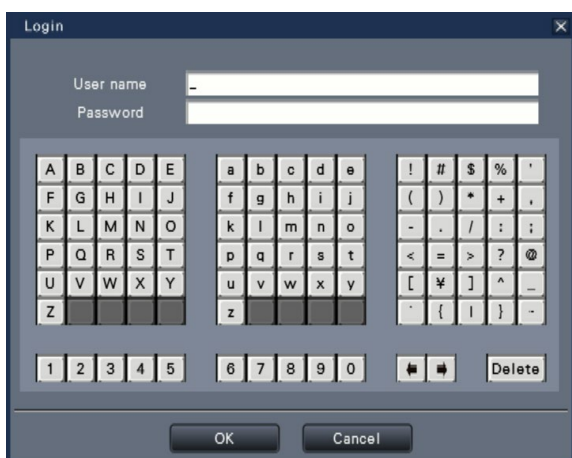 Login
User name _
Password
A B C D E a b c d e ! # $ % '
F G H I J f g h i j ( ) * + ,
K L M N O k l m n o - . / : ;
P Q R S T p q r s t < = > ? @
U V W X Y u v w x y [ ¥ ] ^ _
Z z ` { | } ~
1 2 3 4 5 6 7 8 9 0 Delete
OK Cancel